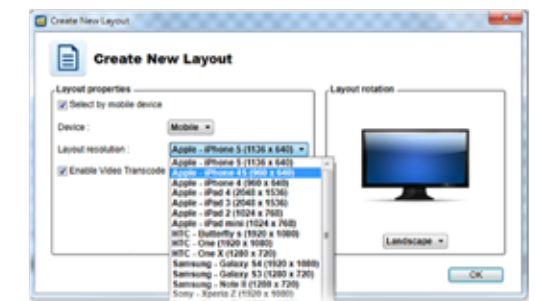 Create New Layout
Create New Layout
Layout properties
Select by mobile device
Device :
Mobile
Layout resolution :
Apple - iPhone 5 (1136 x 640)
Enable Video Transcode
Apple - iPhone 5 (1136 x 640)
Apple - iPhone 4S (960 x 640)
Apple - iPhone 4 (960 x 640)
Apple - iPad 4 (2048 x 1536)
Apple - iPad 3 (2048 x 1536)
Apple - iPad 2 (1024 x 768)
Apple - iPad mini (1024 x 768)
HTC - Butterfly s (1920 x 1080)
HTC - One (1920 x 1080)
HTC - One X (1280 x 720)
Samsung - Galaxy S4 (1920 x 1080)
Samsung - Galaxy S3 (1280 x 720)
Samsung - Note II (1280 x 720)
Sony - Xperia Z (1920 x 1080)
Layout rotation
Landscape
OK